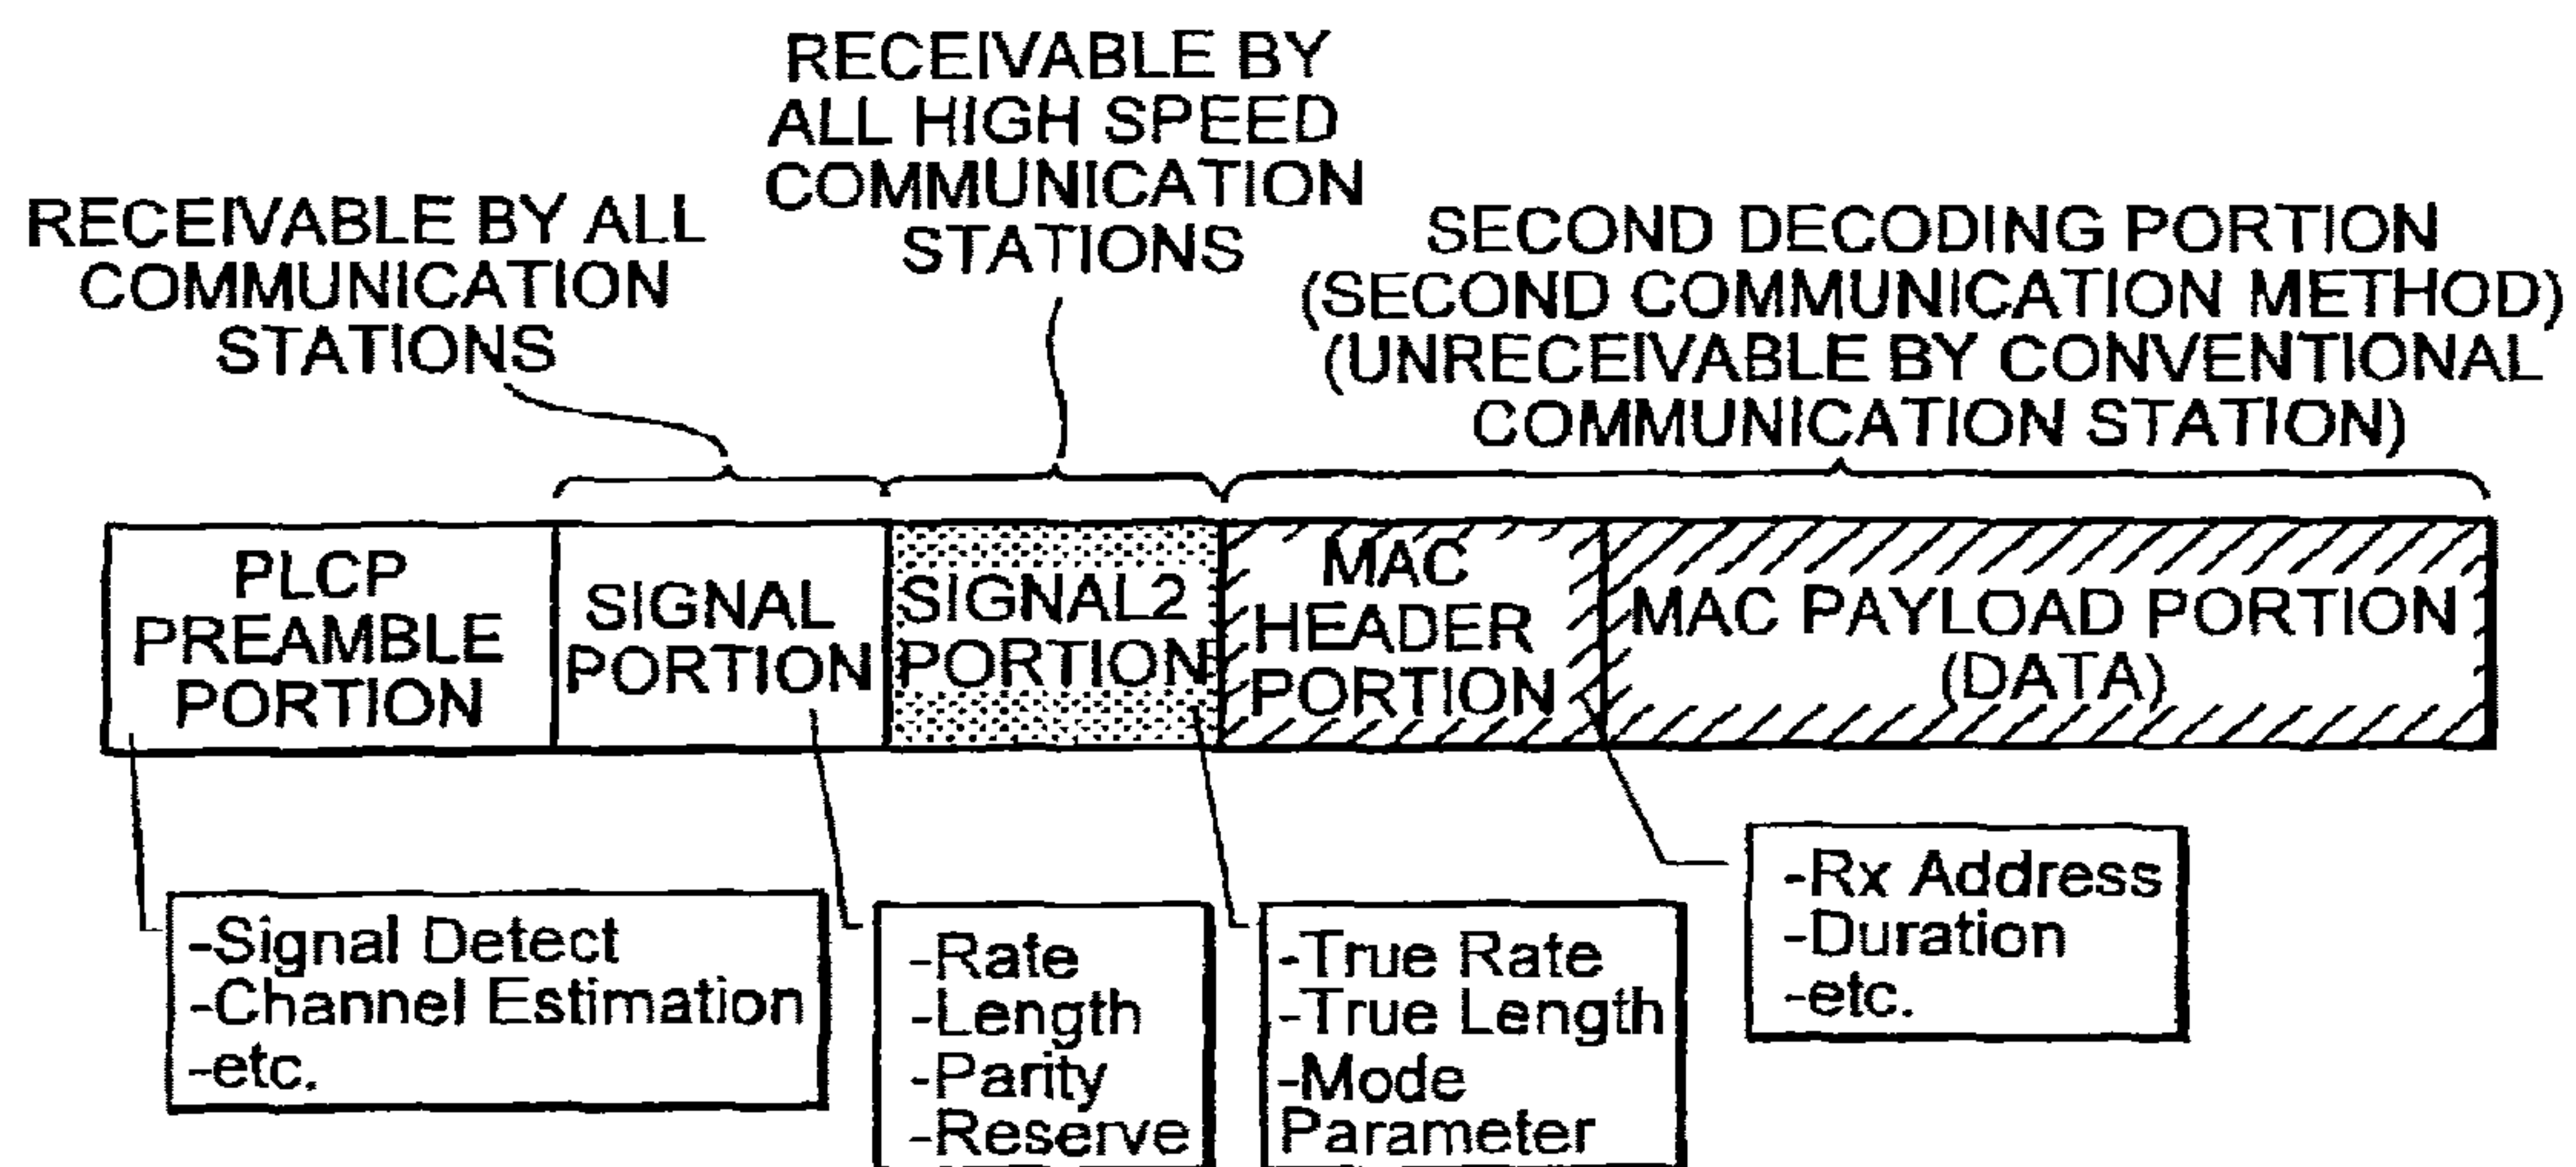 RECEIVABLE BY ALL
COMMUNICATION
STATIONS
RECEIVABLE BY
ALL HIGH SPEED
COMMUNICATION
STATIONS
SECOND DECODING PORTION
(SECOND COMMUNICATION METHOD)
(UNRECEIVABLE BY CONVENTIONAL
COMMUNICATION STATION)
PLCP
PREAMBLE
PORTION
SIGNAL
PORTION
SIGNAL2
PORTION
MAC
HEADER
PORTION
MAC PAYLOAD PORTION
(DATA)
-Signal Detect
-Channel Estimation
-etc.
-Rate
-Length
-Parity
-Reserve
-True Rate
-True Length
-Mode
Parameter
-Rx Address
-Duration
-etc.